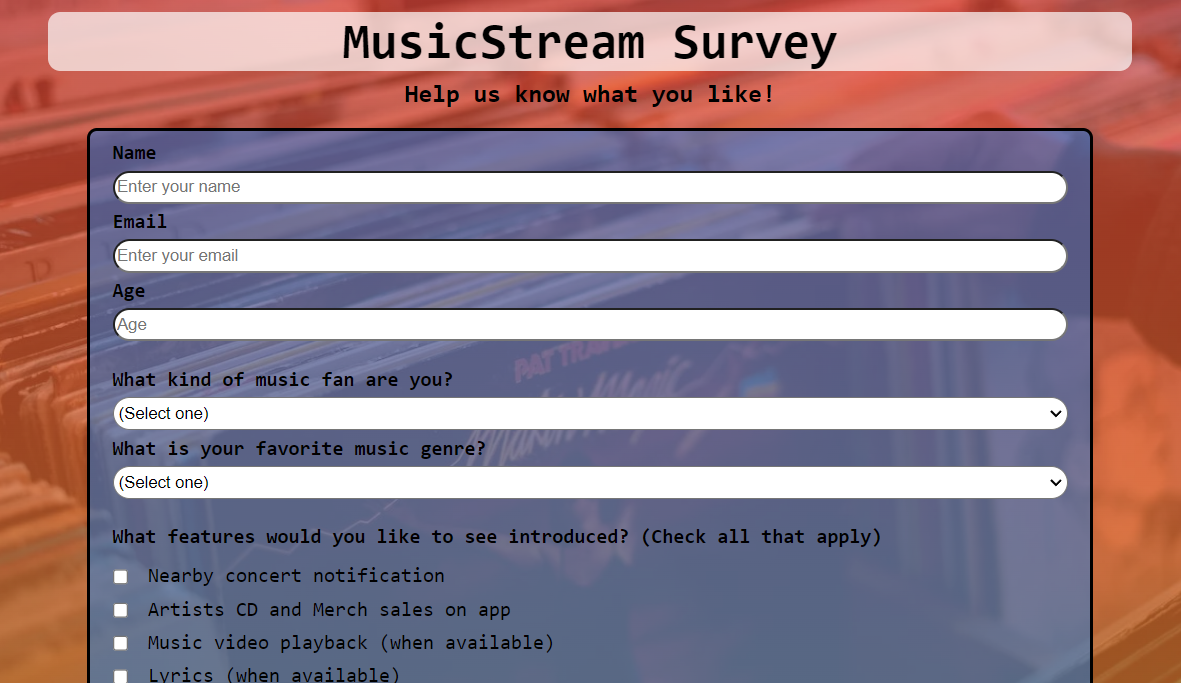 MusicStream Survey
Help us know what you like!
Name
Enter your name
Email
Enter your email
Age
Age
What kind of music fan are you?
(Select one)
What is your favorite music genre?
(Select one)
What features would you like to see introduced? (Check all that apply)
Nearby concert notification
Artists CD and Merch sales on app
Music video playback (when available)
Lyrics (when available)